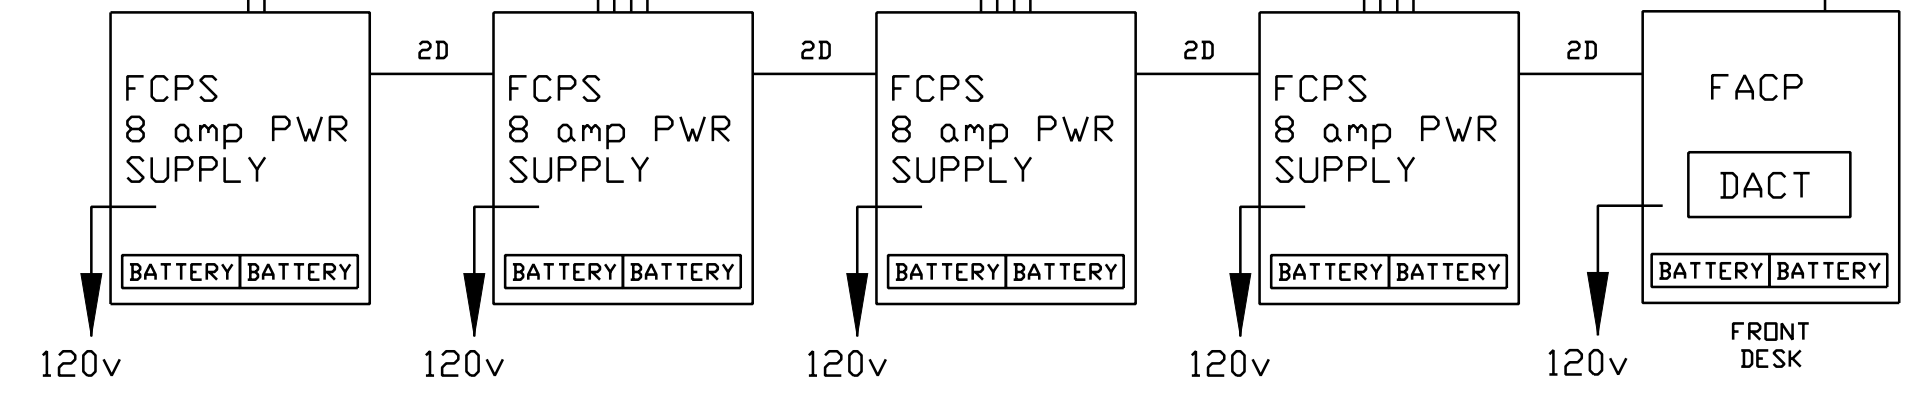 2D
2D
2D
2D
FCPS
8 amp PWR
SUPPLY
BATTERY BATTERY
120v
FCPS
8 amp PWR
SUPPLY
BATTERY BATTERY
120v
FCPS
8 amp PWR
SUPPLY
BATTERY BATTERY
120v
FCPS
8 amp PWR
SUPPLY
BATTERY BATTERY
120v
FACP
DACT
BATTERY BATTERY
120v
FRONT
DESK